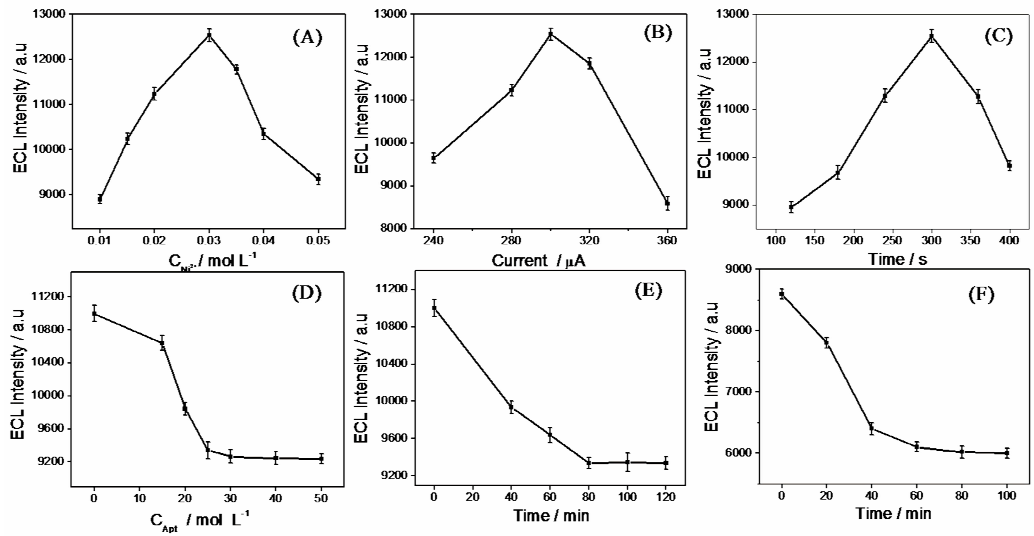 13000
12000
11000
10000
9000
ECL Intensity / a.u
(A)
0.01 0.02 0.03 0.04 0.05
C Ni2+ / mol L-1
13000
12000
11000
10000
9000
8000
ECL Intensity / a.u
(B)
240 280 320 360
Current / μA
13000
12000
11000
10000
9000
ECL Intensity / a.u
(C)
100 150 200 250 300 350 400
Time / s
11200
10800
10400
10000
9600
9200
ECL Intensity / a.u
(D)
0 10 20 30 40 50
C Apt / mol L-1
11200
10800
10400
10000
9600
9200
ECL Intensity / a.u
(E)
0 20 40 60 80 100 120
Time / min
9000
8000
7000
6000
ECL Intensity / a.u
(F)
0 20 40 60 80 100
Time / min